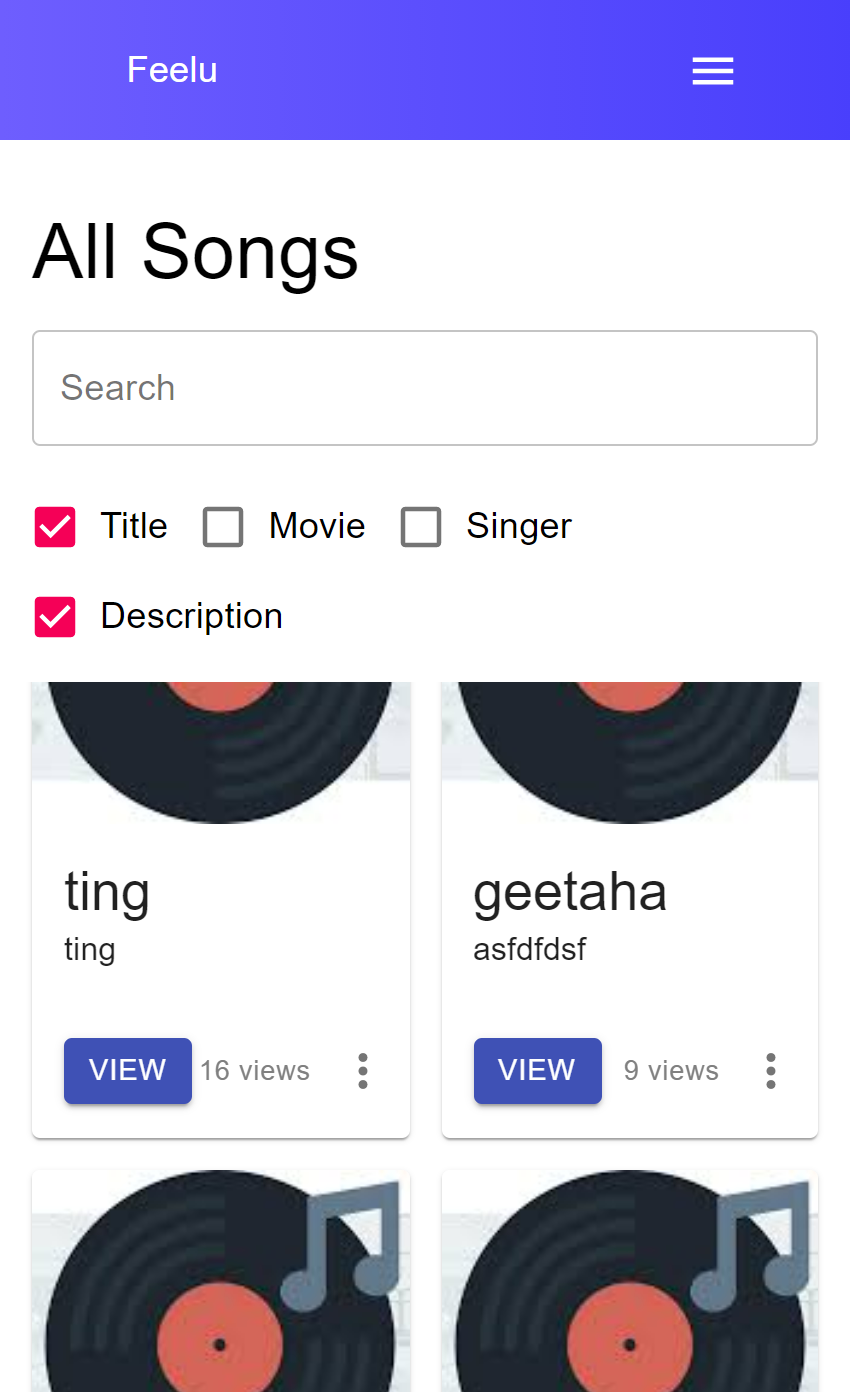 Feelu
All Songs
Search
Title Movie Singer
Description
ting
ting
VIEW 16 views
geetaha
asfdfdsf
VIEW 9 views